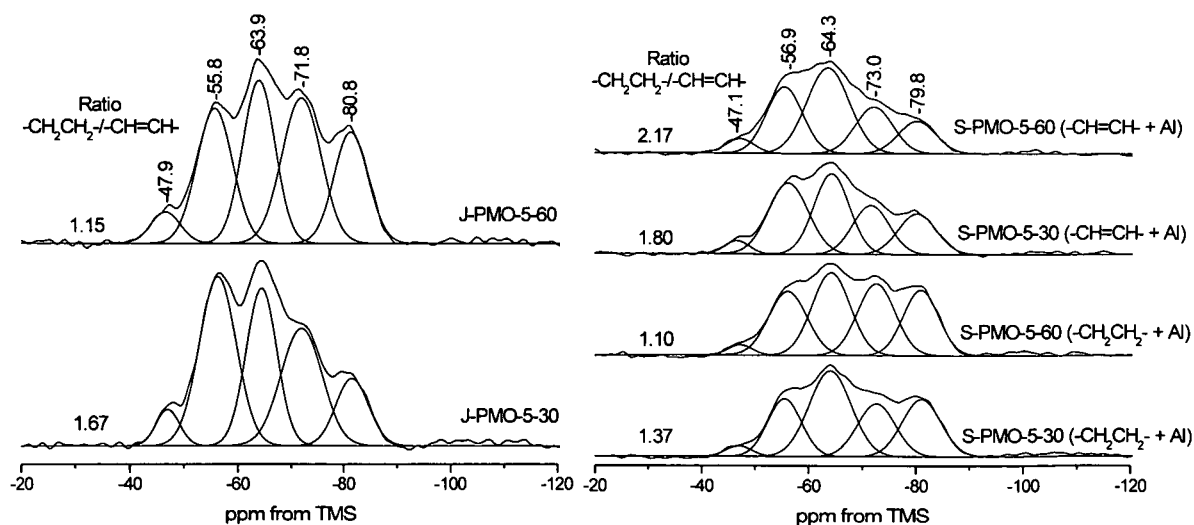 Ratio
-CH₂CH₂-/-CH=CH-
-47.9
-55.8
-63.9
-71.8
-80.8
1.15
J-PMO-5-60
1.67
J-PMO-5-30
-20 -40 -60 -80 -100 -120
ppm from TMS
Ratio
-CH₂CH₂-/-CH=CH-
-47.1
-56.9
-64.3
-73.0
-79.8
2.17
S-PMO-5-60 (-CH=CH- + Al)
1.80
S-PMO-5-30 (-CH=CH- + Al)
1.10
S-PMO-5-60 (-CH₂CH₂- + Al)
1.37
S-PMO-5-30 (-CH₂CH₂- + Al)
-20 -40 -60 -80 -100 -120
ppm from TMS